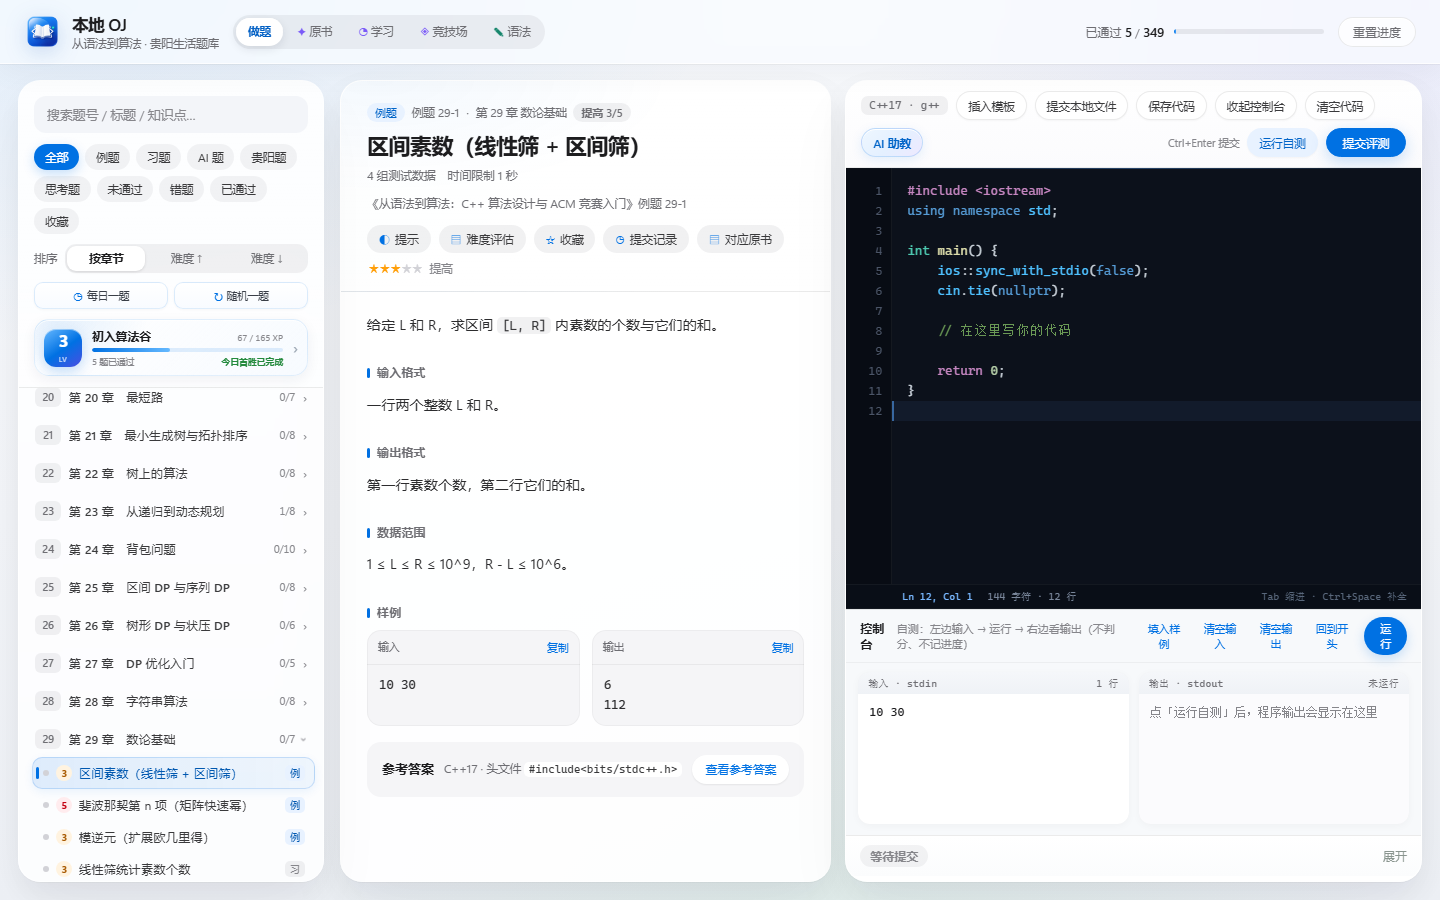 本地 OJ
从语法到算法 · 贵阳生活题库
做题
原书
学习
竞技场
语法
已通过 5 / 349
重置进度
搜索题号 / 标题 / 知识点...
全部
例题
习题
AI 题
贵阳题
思考题
未通过
错题
已通过
收藏
排序
按章节
难度 ↑
难度 ↓
每日一题
随机一题
3
LV
初入算法谷
67 / 165 XP
5 题已通过
今日首胜已完成
20 第 20 章 最短路 0/7
21 第 21 章 最小生成树与拓扑排序 0/8
22 第 22 章 树上的算法 0/8
23 第 23 章 从递归到动态规划 1/8
24 第 24 章 背包问题 0/10
25 第 25 章 区间 DP 与序列 DP 0/8
26 第 26 章 树形 DP 与状压 DP 0/6
27 第 27 章 DP 优化入门 0/5
28 第 28 章 字符串算法 0/8
29 第 29 章 数论基础 0/7
3 区间素数（线性筛 + 区间筛） 例
5 斐波那契第 n 项（矩阵快速幂） 例
3 模逆元（扩展欧几里得） 例
3 线性筛统计素数个数 习
例题 例题 29-1 · 第 29 章 数论基础 提高 3/5
区间素数（线性筛 + 区间筛）
4 组测试数据 时间限制 1 秒
《从语法到算法：C++ 算法设计与 ACM 竞赛入门》例题 29-1
提示
难度评估
收藏
提交记录
对应原书
★★★★★ 提高
给定 L 和 R，求区间 [L, R] 内素数的个数与它们的和。
输入格式
一行两个整数 L 和 R。
输出格式
第一行素数个数，第二行它们的和。
数据范围
1 ≤ L ≤ R ≤ 10^9，R - L ≤ 10^6。
样例
输入 复制
10 30
输出 复制
6
112
参考答案 C++17 · 头文件 #include<bits/stdc++.h> 查看参考答案
C++17 · g++
插入模板
提交本地文件
保存代码
收起控制台
清空代码
AI 助教
Ctrl+Enter 提交
运行自测
提交评测
1 #include <iostream>
2 using namespace std;
3
4 int main() {
5     ios::sync_with_stdio(false);
6     cin.tie(nullptr);
7
8     // 在这里写你的代码
9
10     return 0;
11 }
12
Ln 12, Col 1 144 字符 · 12 行 Tab 缩进 · Ctrl+Space 补全
控制台
自测：左边输入 → 运行 → 右边看输出（不判分、不记进度）
填入样例
清空输入
清空输出
回到开头
运行
输入 · stdin 1 行
10 30
输出 · stdout 未运行
点「运行自测」后，程序输出会显示在这里
等待提交
展开